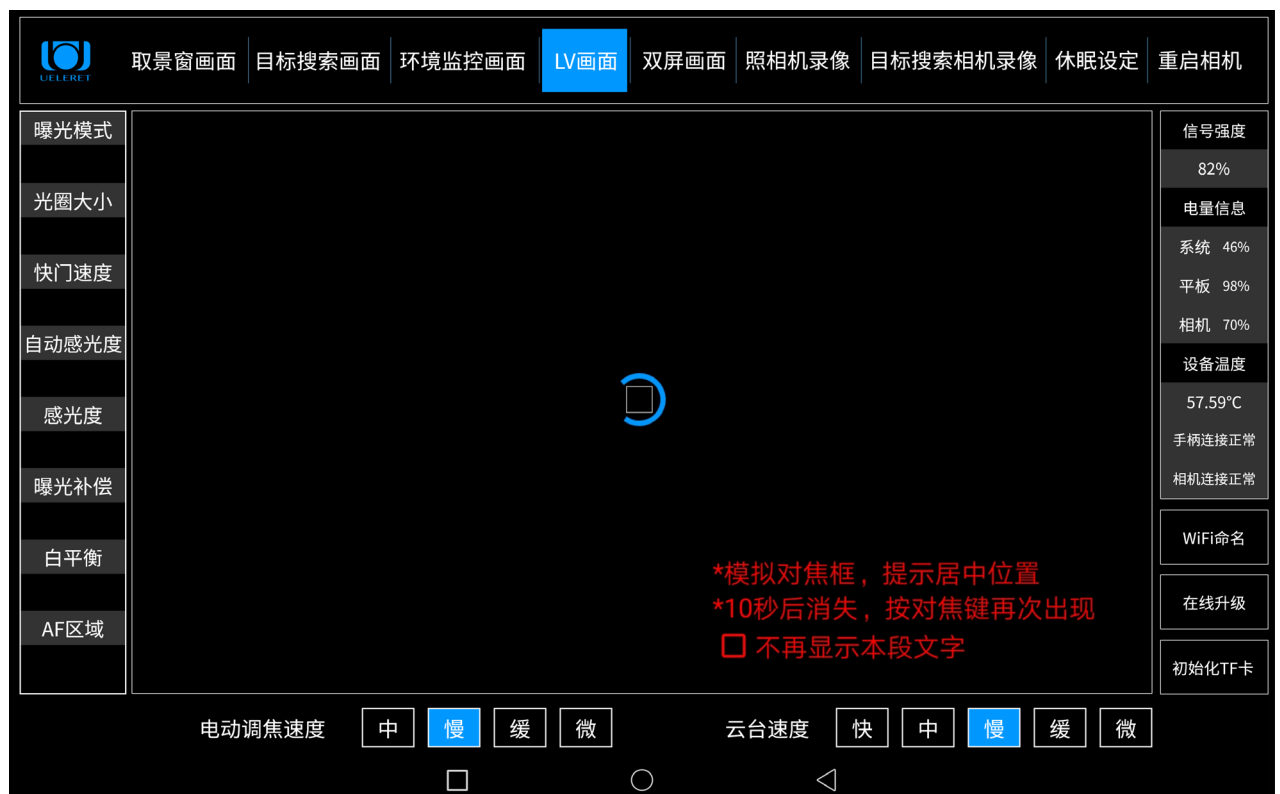 UELERET
取景窗画面 目标搜索画面 环境监控画面 LV画面 双屏画面 照相机录像 目标搜索相机录像 休眠设定 重启相机
曝光模式
光圈大小
快门速度
自动感光度
感光度
曝光补偿
白平衡
AF区域
*模拟对焦框，提示居中位置
*10秒后消失，按对焦键再次出现
不再显示本段文字
信号强度
82%
电量信息
系统 46%
平板 98%
相机 70%
设备温度
57.59℃
手柄连接正常
相机连接正常
WiFi命名
在线升级
初始化TF卡
电动调焦速度 中 慢 缓 微 云台速度 快 中 慢 缓 微